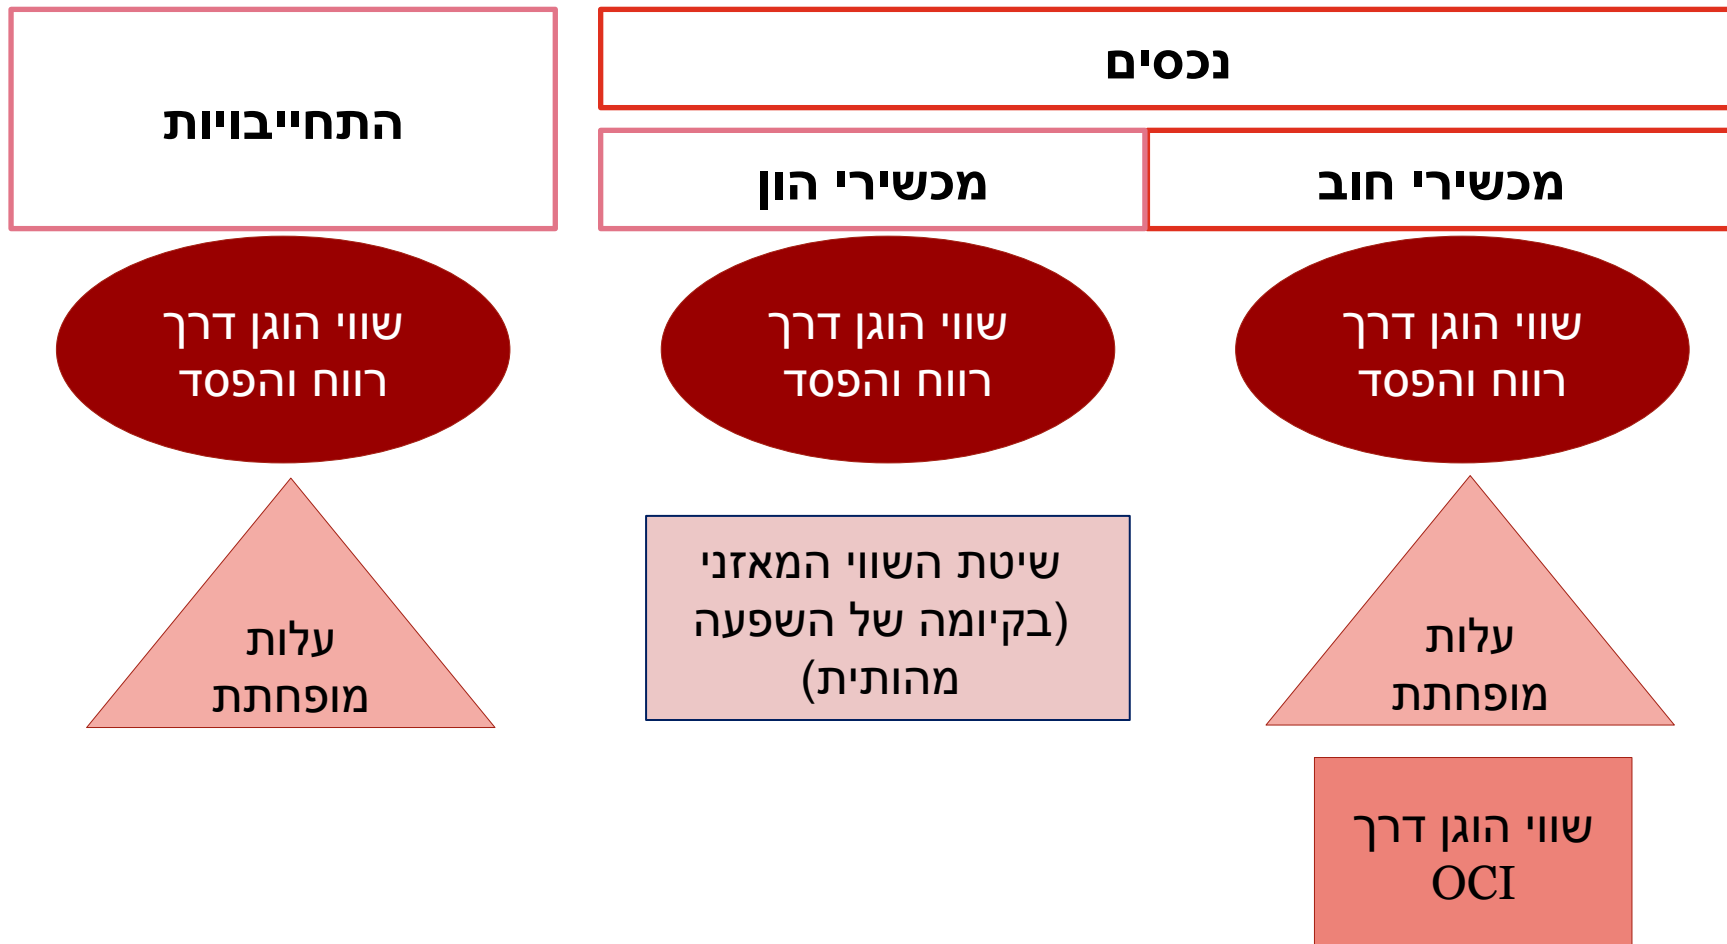 נכסים
התחייבויות
מכשירי חוב
מכשירי הון
שווי הוגן דרך
רווח והפסד
שווי הוגן דרך
רווח והפסד
שווי הוגן דרך
רווח והפסד
עלות
מופחתת
שיטת השווי המאזני
(בקיומה של השפעה
מהותית)
עלות
מופחתת
שווי הוגן דרך
OCI